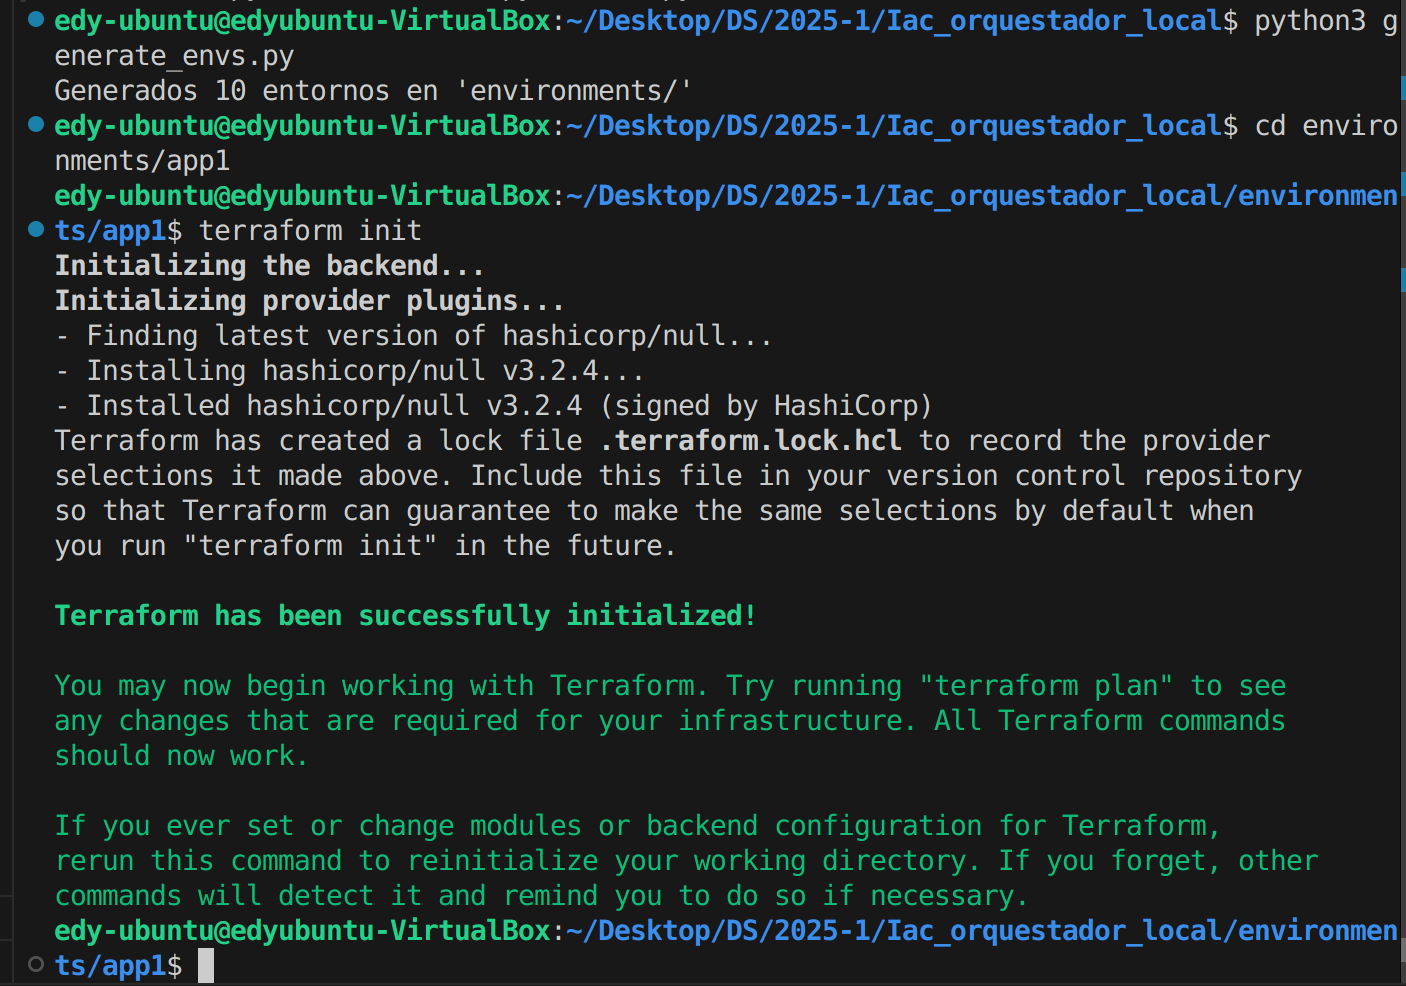 edy-ubuntu@edyubuntu-VirtualBox:~/Desktop/DS/2025-1/Iac_orquestador_local$ python3 g
enerate_envs.py
Generados 10 entornos en 'environments/'
edy-ubuntu@edyubuntu-VirtualBox:~/Desktop/DS/2025-1/Iac_orquestador_local$ cd enviro
nments/app1
edy-ubuntu@edyubuntu-VirtualBox:~/Desktop/DS/2025-1/Iac_orquestador_local/environmen
ts/app1$ terraform init
Initializing the backend...
Initializing provider plugins...
- Finding latest version of hashicorp/null...
- Installing hashicorp/null v3.2.4...
- Installed hashicorp/null v3.2.4 (signed by HashiCorp)
Terraform has created a lock file .terraform.lock.hcl to record the provider
selections it made above. Include this file in your version control repository
so that Terraform can guarantee to make the same selections by default when
you run "terraform init" in the future.
Terraform has been successfully initialized!
You may now begin working with Terraform. Try running "terraform plan" to see
any changes that are required for your infrastructure. All Terraform commands
should now work.
If you ever set or change modules or backend configuration for Terraform,
rerun this command to reinitialize your working directory. If you forget, other
commands will detect it and remind you to do so if necessary.
edy-ubuntu@edyubuntu-VirtualBox:~/Desktop/DS/2025-1/Iac_orquestador_local/environmen
ts/app1$